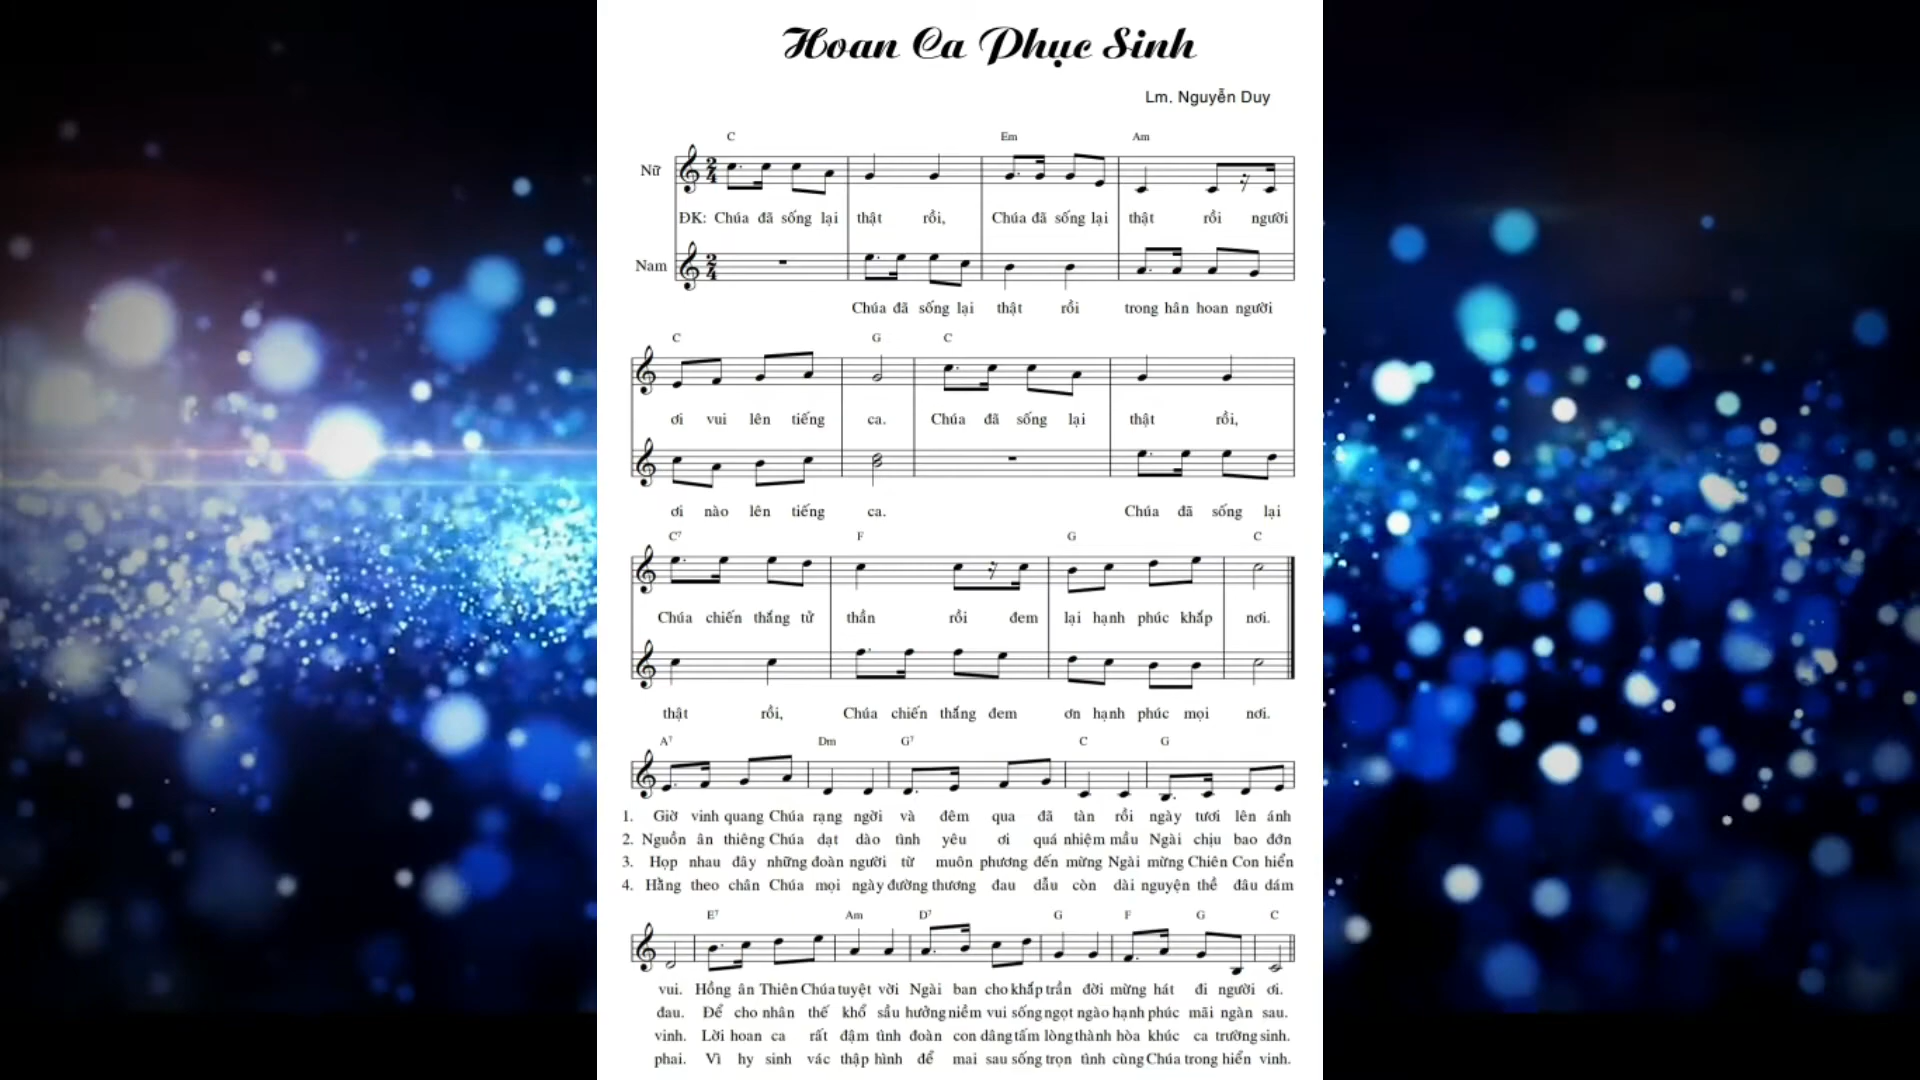 Hoan Ca Phục Sinh
Lm. Nguyễn Duy
C Em Am
Nữ
ĐK: Chúa đã sống lại thật rồi, Chúa đã sống lại thật rồi người
Nam
Chúa đã sống lại thật rồi trong hân hoan người
C G C
ơi vui lên tiếng ca. Chúa đã sống lại thật rồi,
ơi nào lên tiếng ca. Chúa đã sống lại
C7 F G C
Chúa chiến thắng tử thần rồi đem lại hạnh phúc khắp nơi.
thật rồi, Chúa chiến thắng đem ơn hạnh phúc mọi nơi.
A7 Dm G7 C G
1. Giờ vinh quang Chúa rạng ngời và đêm qua đã tàn rồi ngày tươi lên ánh
2. Nguồn ân thiêng Chúa dạt dào tình yêu ơi quá nhiệm mầu Ngài chịu bao đớn
3. Họp nhau đây những đoàn người từ muôn phương đến mừng Ngài mừng Chiên Con hiển
4. Hằng theo chân Chúa mọi ngày đường thương đau dẫu còn dài nguyện thề đâu dám
E7 Am D7 G F G C
vui. Hồng ân Thiên Chúa tuyệt vời Ngài ban cho khắp trần đời mừng hát đi người ơi.
đau. Để cho nhân thế khổ sầu hưởng niềm vui sống ngọt ngào hạnh phúc mãi ngàn sau.
vinh. Lời hoan ca rất đậm tình đoàn con dâng tấm lòng thành hòa khúc ca trường sinh.
phai. Vì hy sinh vác thập hình để mai sau sống trọn tình cùng Chúa trong hiển vinh.